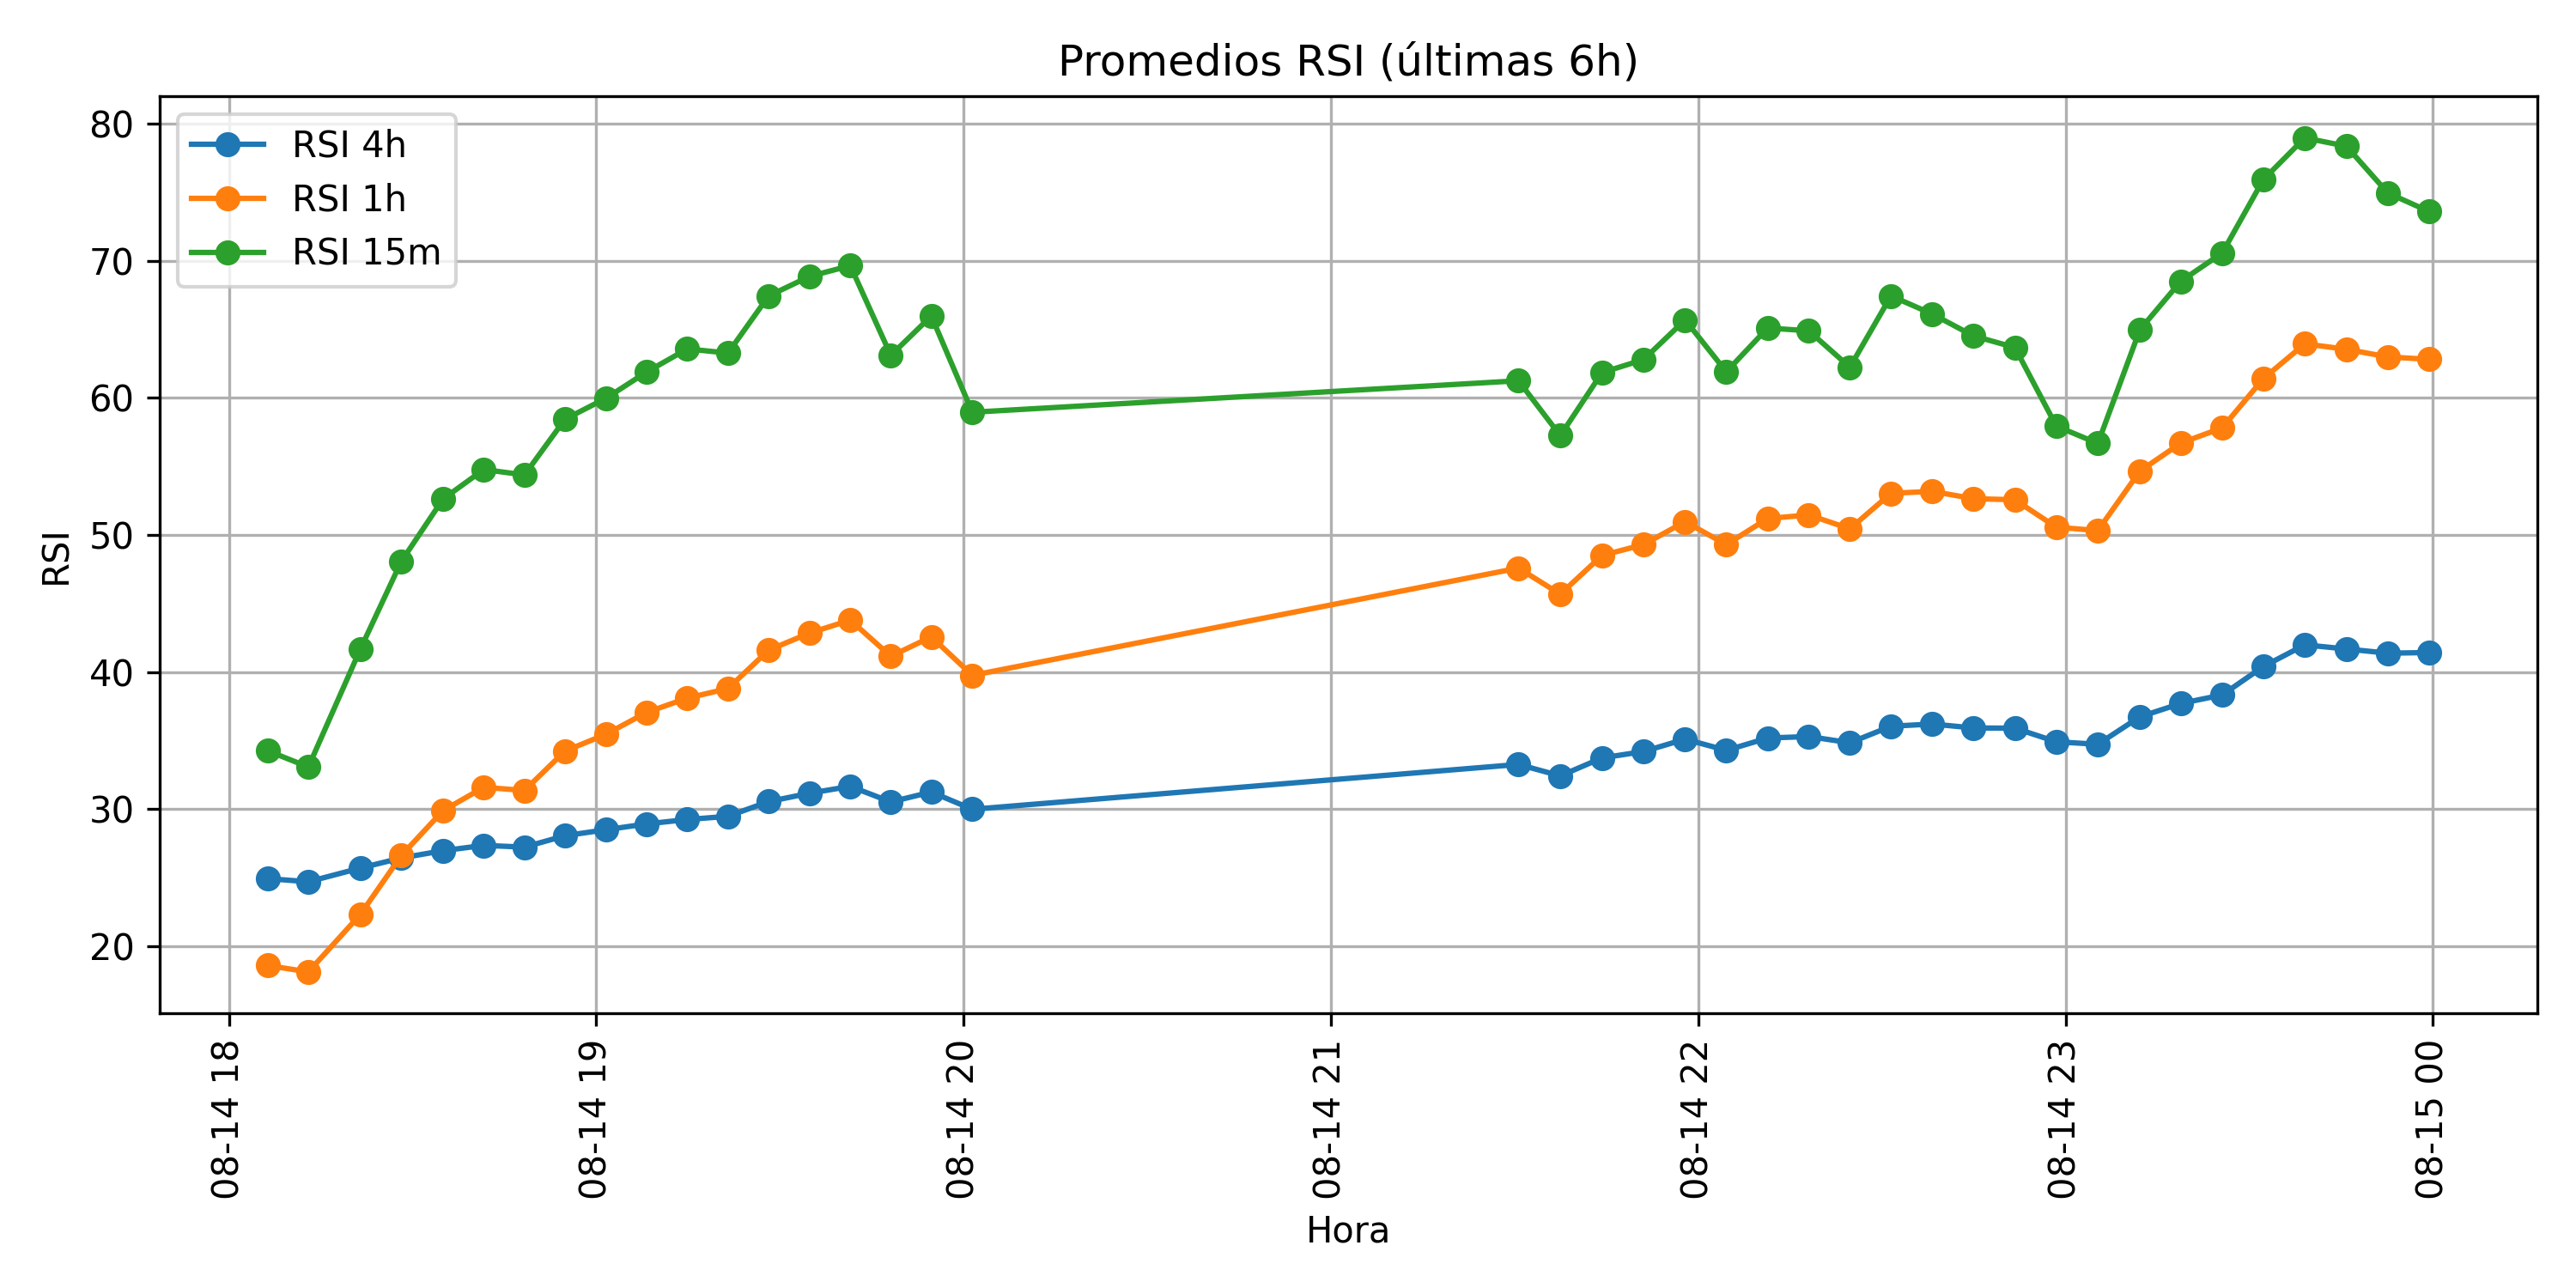 Promedios RSI (últimas 6h)
RSI 4h
RSI 1h
RSI 15m
80
70
60
50
40
30
20
RSI
08-14 18
08-14 19
08-14 20
08-14 21
08-14 22
08-14 23
08-15 00
Hora